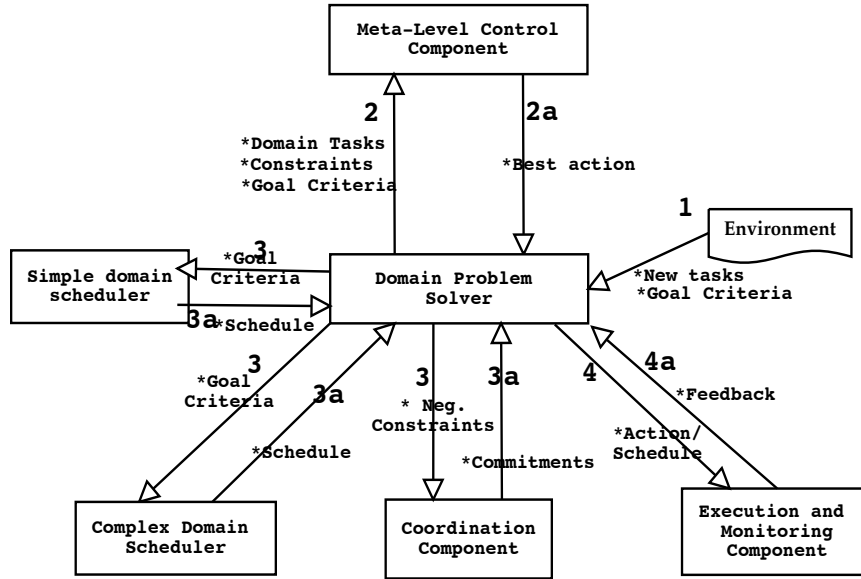 Meta-Level Control
Component
2
2a
*Domain Tasks
*Constraints
*Goal Criteria
*Best action
1
Environment
*New tasks
*Goal Criteria
Simple domain
scheduler
3
*Goal
Criteria
3a
*Schedule
Domain Problem
Solver
3
*Goal
Criteria
3a
*Schedule
3
* Neg.
Constraints
3a
*Commitments
4
*Action/
Schedule
4a
*Feedback
Complex Domain
Scheduler
Coordination
Component
Execution and
Monitoring
Component